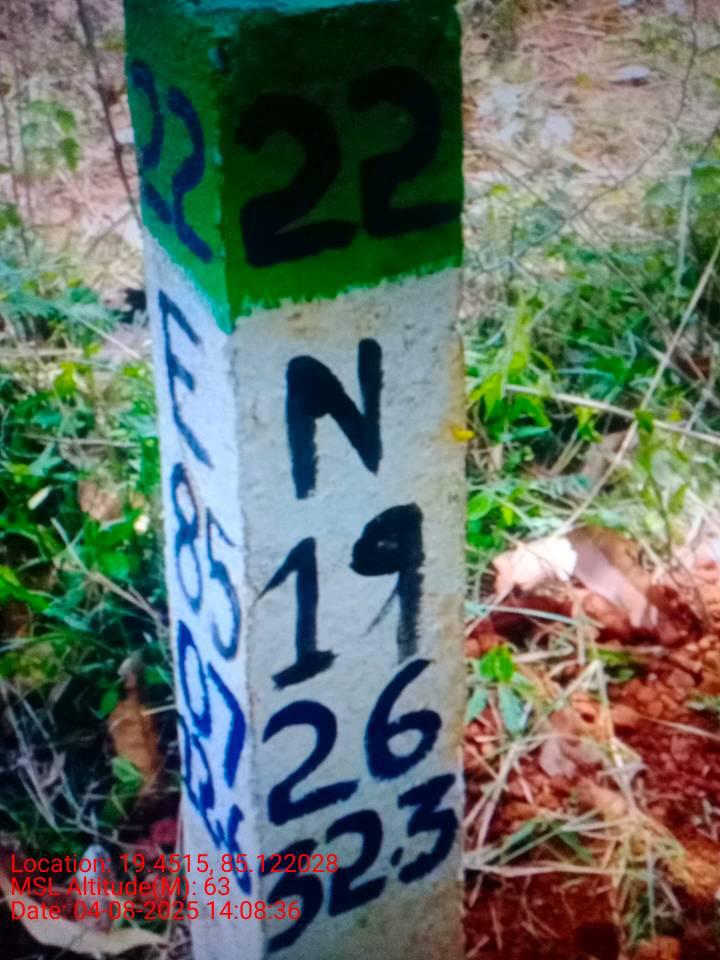 22
E
85
07
22
N
19
26
52.3
Location: 19.4515, 85.122028
MSL Altitude(M): 63
Date: 04-08-2025 14:08:36